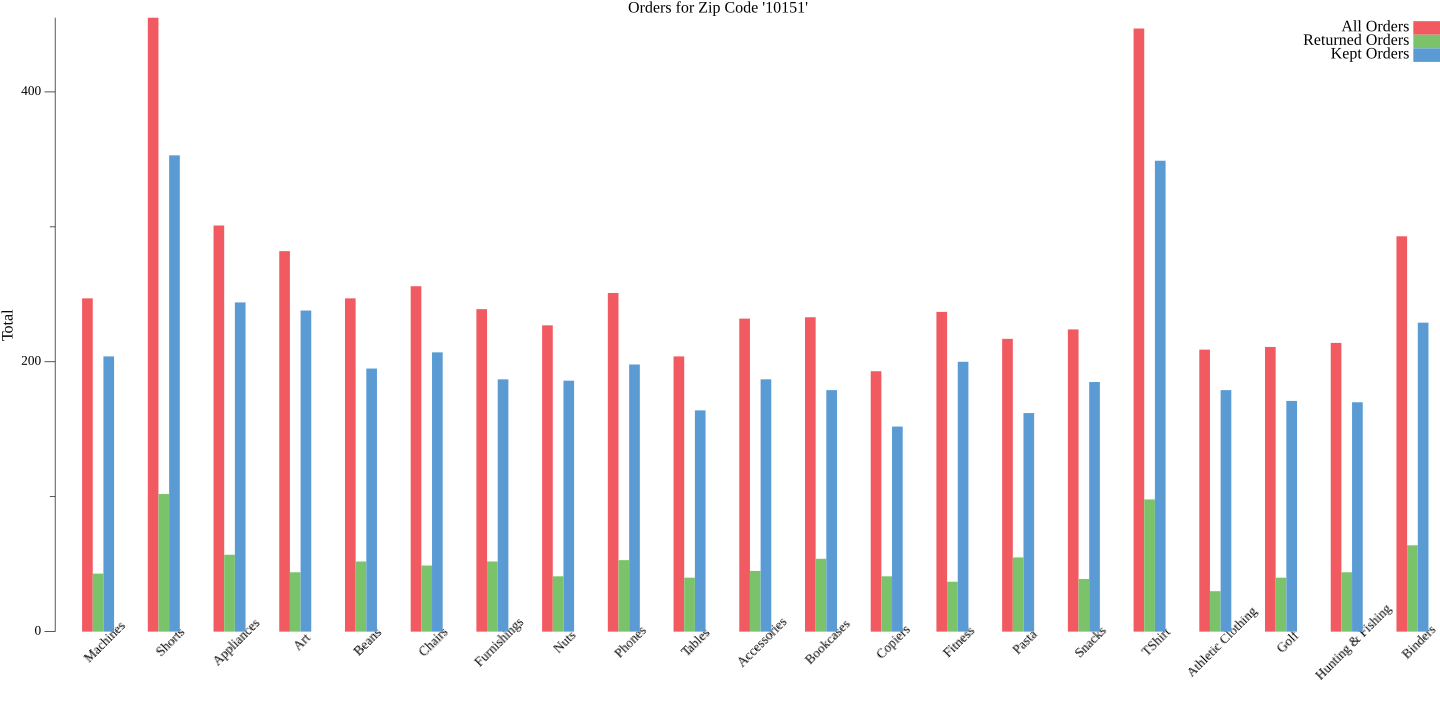 Orders for Zip Code '10151'
All Orders
Returned Orders
Kept Orders
Total
400
200
0
Machines
Shorts
Appliances
Art
Beans
Chairs
Furnishings
Nuts
Phones
Tables
Accessories
Bookcases
Copiers
Fitness
Pasta
Snacks
TShirt
Athletic Clothing
Golf
Hunting & Fishing
Binders